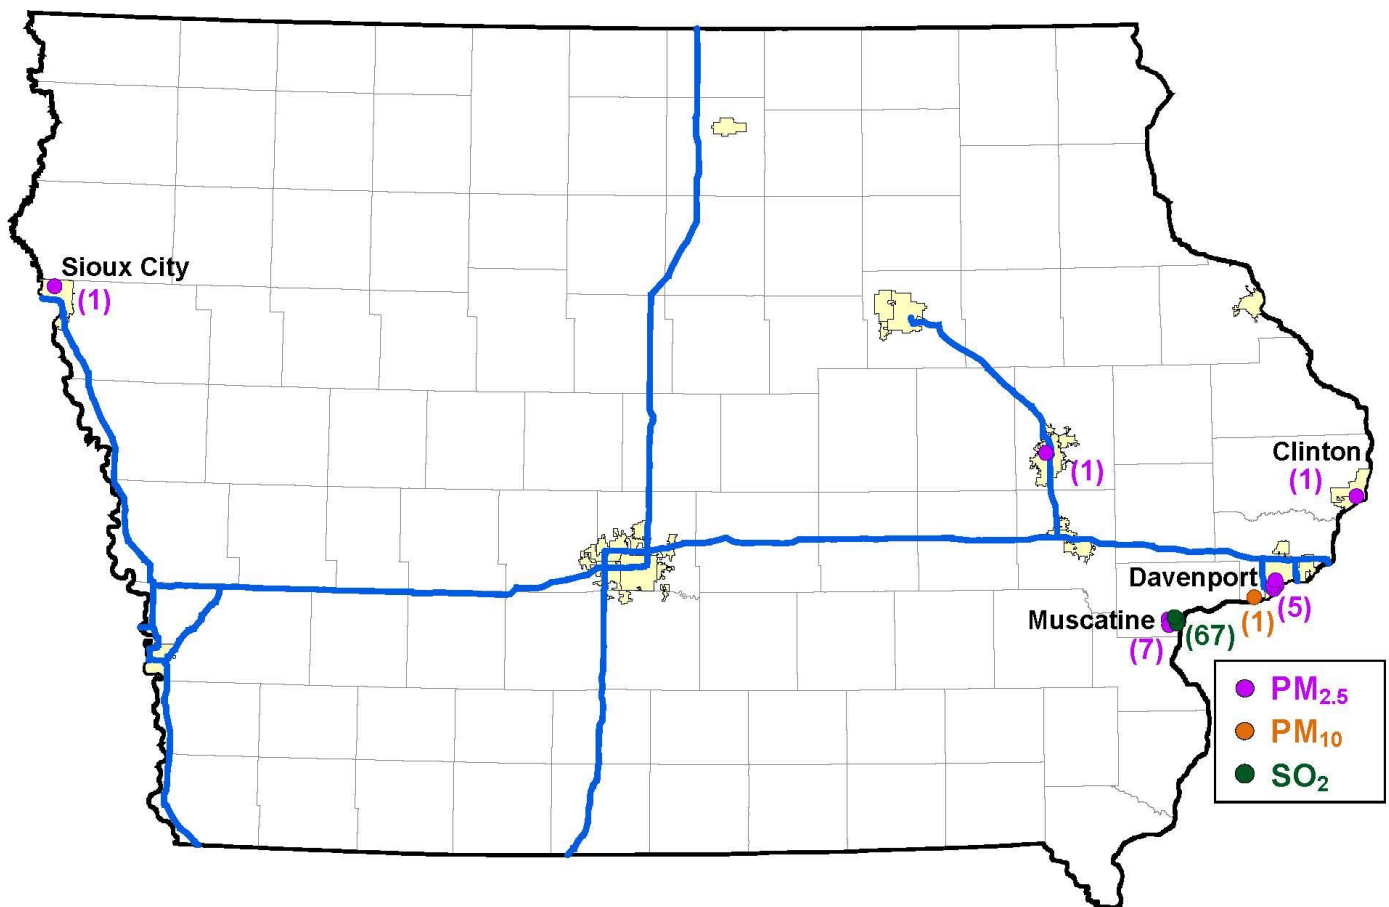 Sioux City
(1)
Clinton
(1)
(1)
Davenport
(5)
(1)
Muscatine
(67)
(7)
PM₂.₅
PM₁₀
SO₂